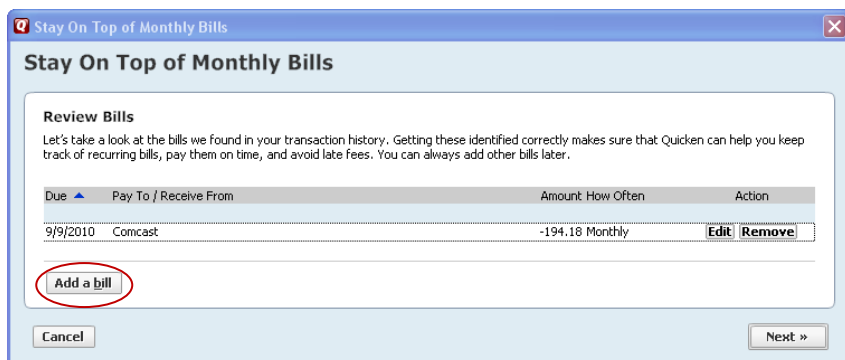 Stay On Top of Monthly Bills
Stay On Top of Monthly Bills
Review Bills
Let's take a look at the bills we found in your transaction history. Getting these identified correctly makes sure that Quicken can help you keep
track of recurring bills, pay them on time, and avoid late fees. You can always add other bills later.
Due Pay To / Receive From Amount How Often Action
9/9/2010 Comcast -194.18 Monthly Edit Remove
Add a bill
Cancel Next »